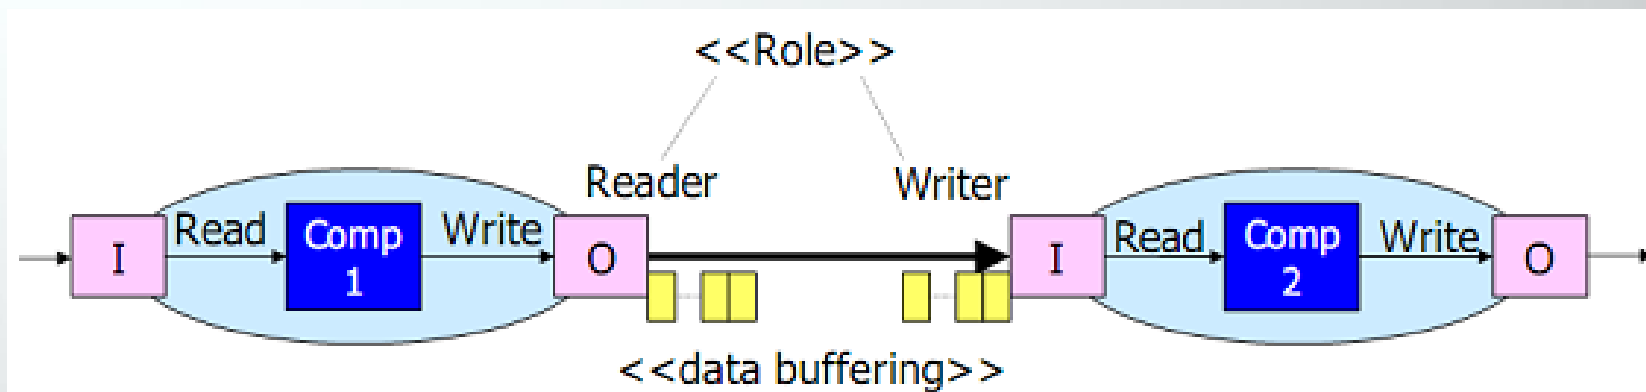 <<Role>>
Reader Writer
I Read Comp 1 Write O I Read Comp 2 Write O
<<data buffering>>